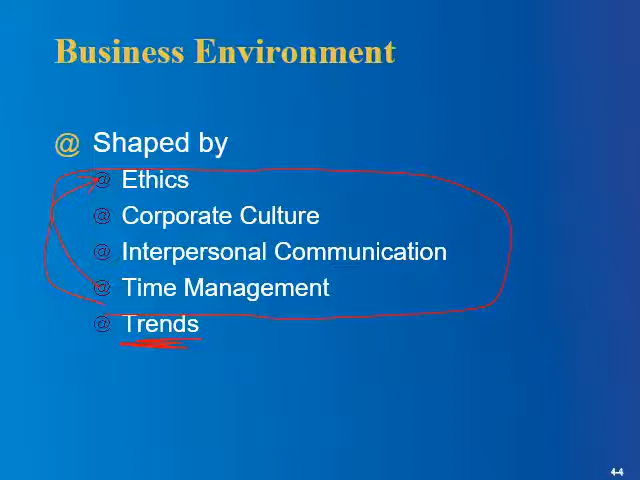 Business Environment
@ Shaped by
@ Ethics
@ Corporate Culture
@ Interpersonal Communication
@ Time Management
@ Trends
4-4